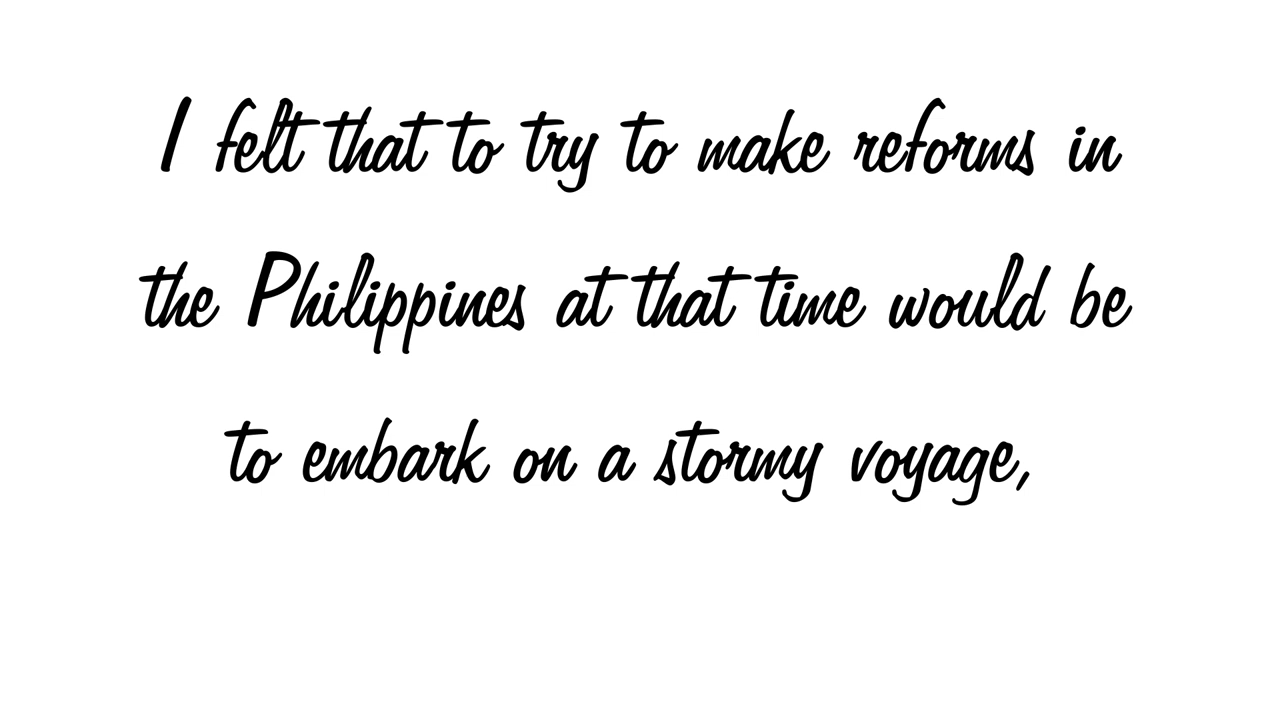 I felt that to try to make reforms in
the Philippines at that time would be
to embark on a stormy voyage,